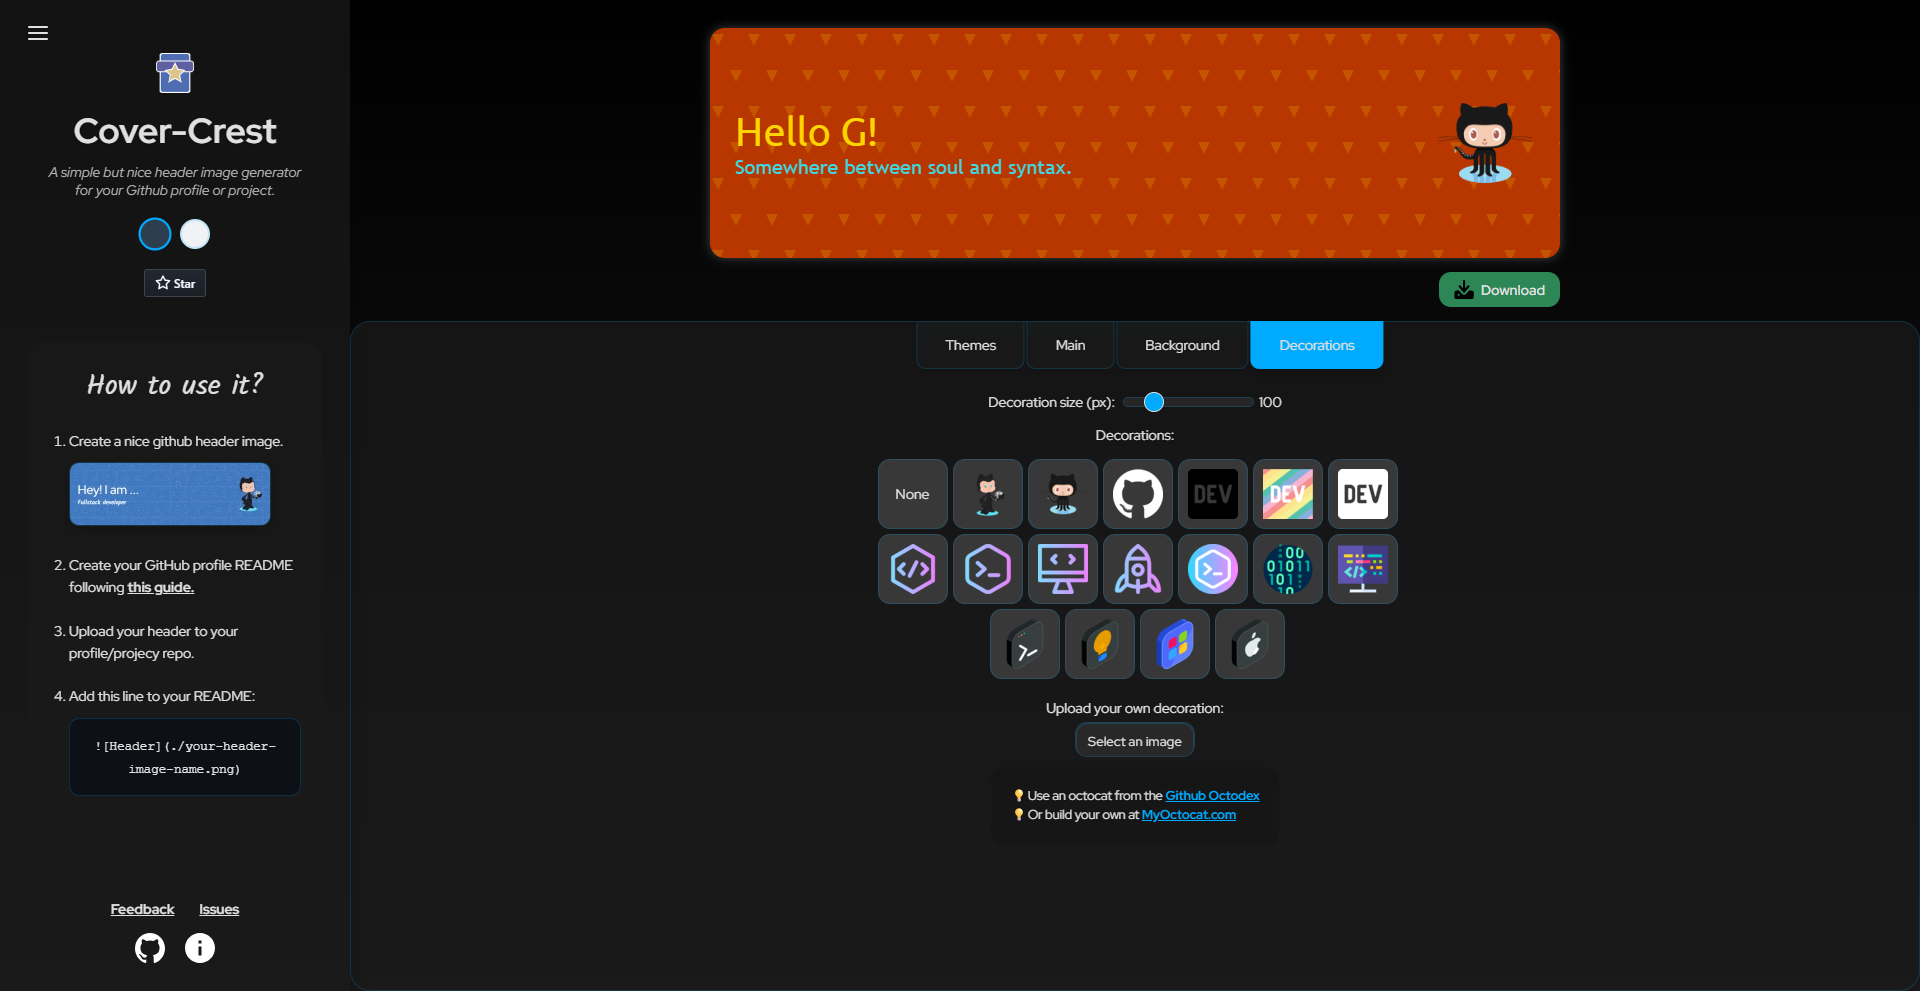 Cover-Crest
A simple but nice header image generator
for your Github profile or project.
Star
How to use it?
1. Create a nice github header image.
Hey! I am ...
Fullstack developer
2. Create your GitHub profile README
following this guide.
3. Upload your header to your
profile/projecy repo.
4. Add this line to your README:
![Header](./your-header-
image-name.png)
Feedback Issues
Hello G!
Somewhere between soul and syntax.
Download
Themes Main Background Decorations
Decoration size (px): 100
Decorations:
None DEV DEV DEV
00
01011
101
10
Upload your own decoration:
Select an image
💡 Use an octocat from the Github Octodex
💡 Or build your own at MyOctocat.com